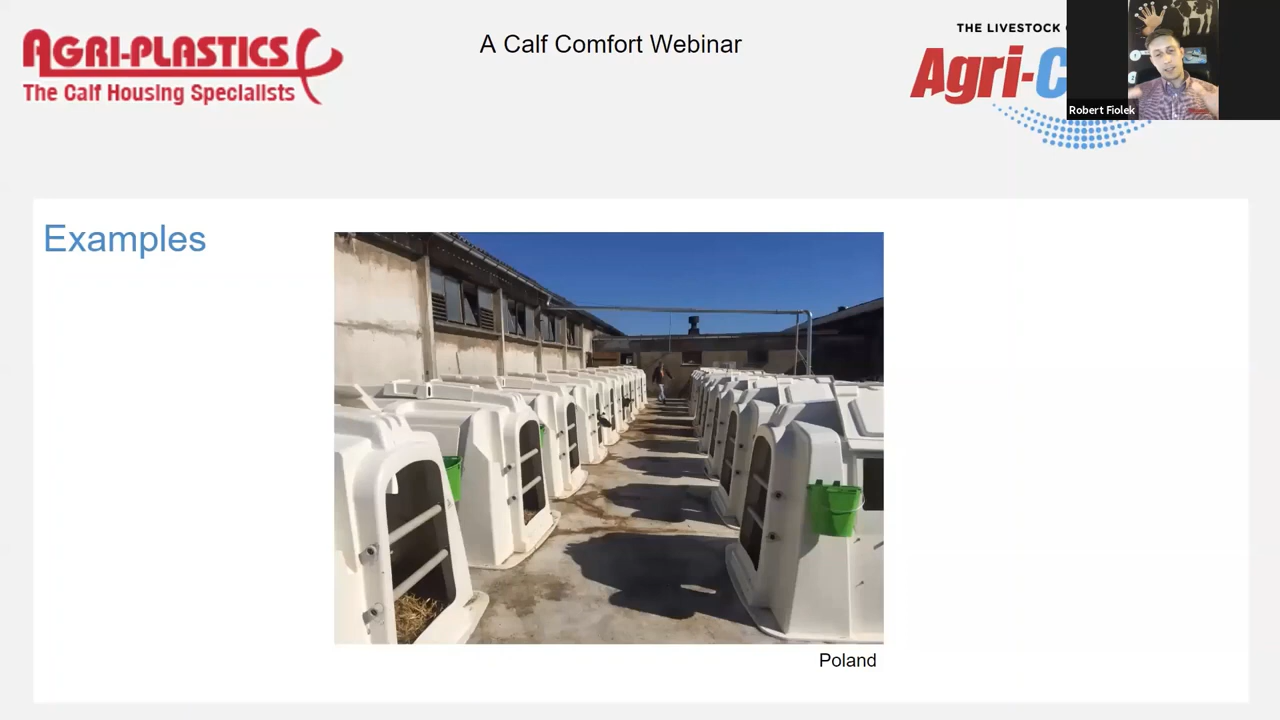 AGRI-PLASTICS
The Calf Housing Specialists
A Calf Comfort Webinar
THE LIVESTOCK
Agri-C
Robert Fiolek
Examples
Poland